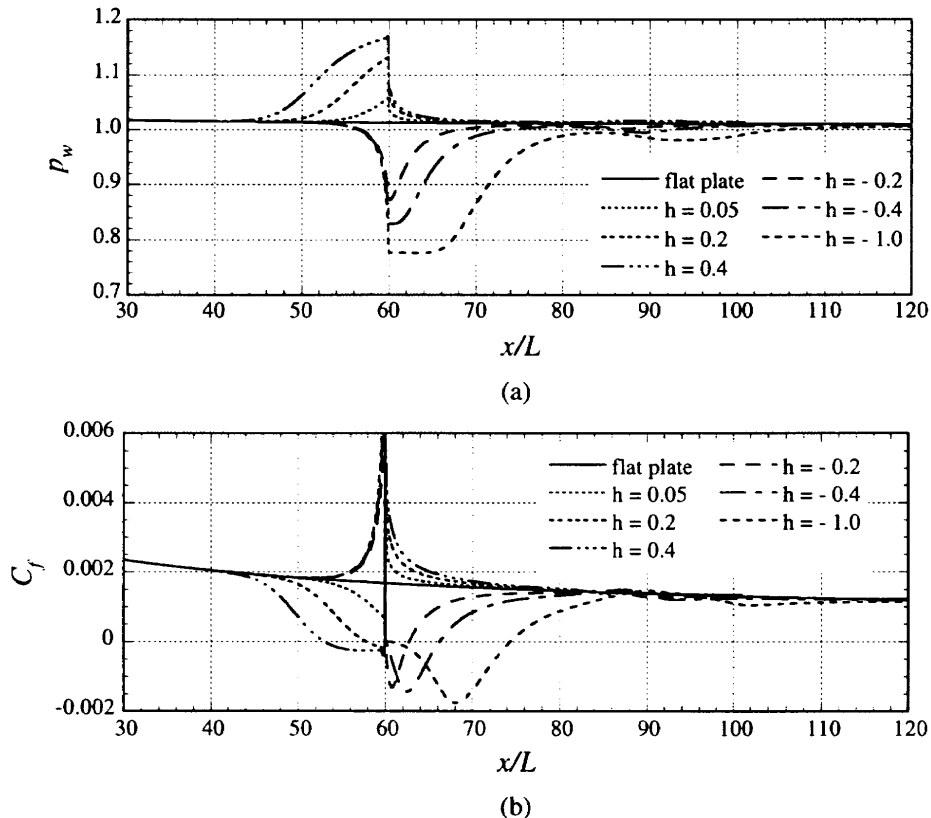 1.2
1.1
1.0
0.9
0.8
0.7
p_w
flat plate
h = 0.05
h = 0.2
h = 0.4
h = - 0.2
h = - 0.4
h = - 1.0
30 40 50 60 70 80 90 100 110 120
x/L
(a)
0.006
0.004
0.002
0
-0.002
C_f
flat plate
h = 0.05
h = 0.2
h = 0.4
h = - 0.2
h = - 0.4
h = - 1.0
30 40 50 60 70 80 90 100 110 120
x/L
(b)